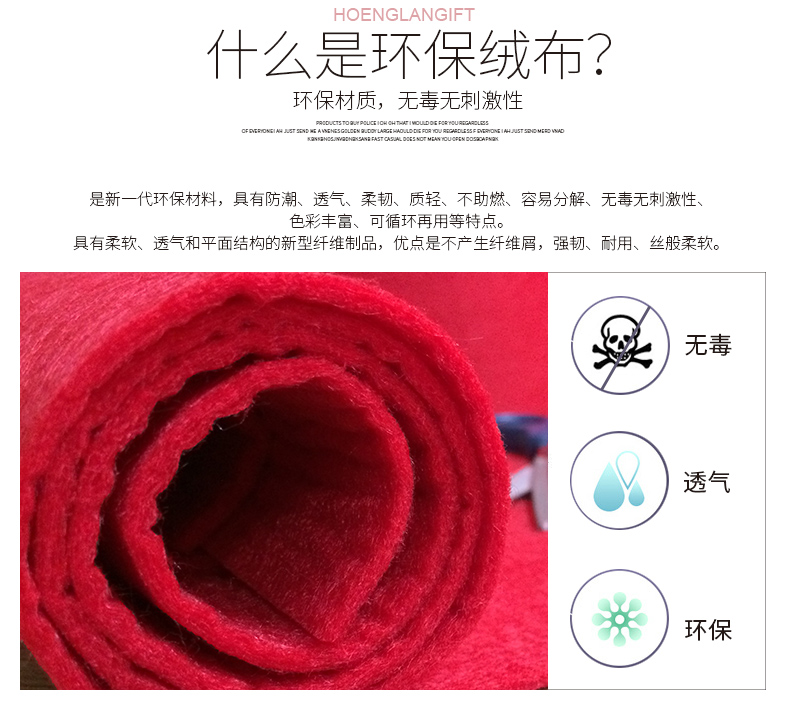 HOENGLANGIFT
什么是环保绒布?
环保材质，无毒无刺激性
PRODUCTS TO BUY POLICE I OH OH THAT I WOULD DIE FOR YOU REGARDLESS
OF EVERYONE I AH JUST SEND ME A VNENES GOLDEN BUDDY LARGE HAOULD DIE FOR YOU REGARDLESS F EVERYONE I AH JUST SEND MERD VNAD
FAST CASUAL DOES NOT MEAN YOU OPEN
是新一代环保材料，具有防潮、透气、柔韧、质轻、不助燃、容易分解、无毒无刺激性、
色彩丰富、可循环再用等特点。
具有柔软、透气和平面结构的新型纤维制品，优点是不产生纤维屑，强韧、耐用、丝般柔软。
无毒
透气
环保